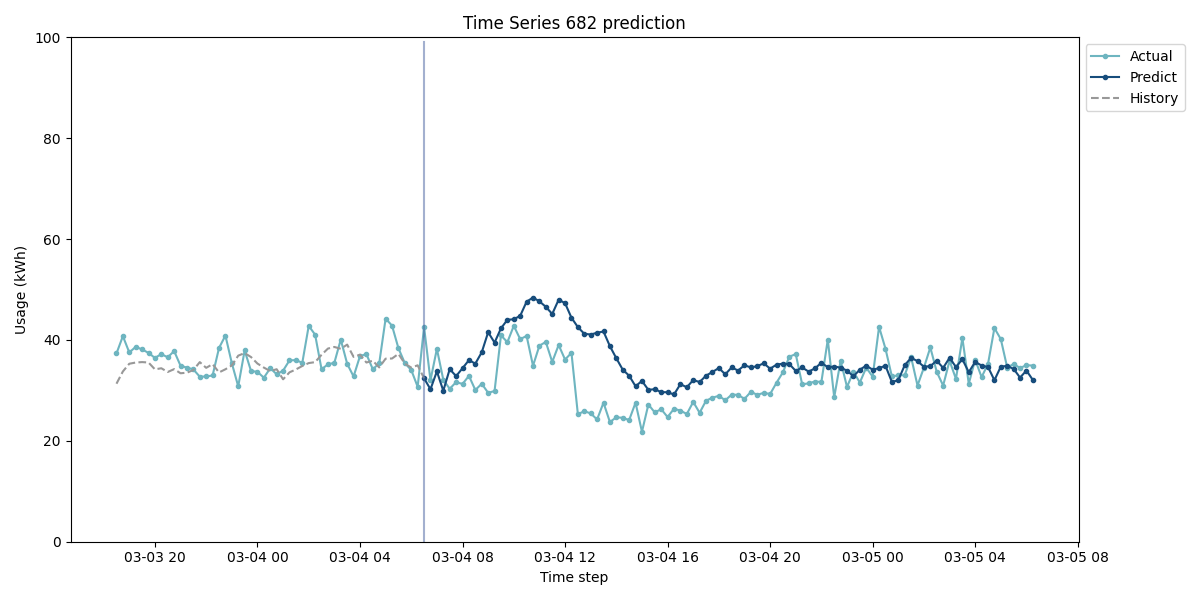 Time Series 682 prediction
Usage (kWh)
100
80
60
40
20
0
03-03 20
03-04 00
03-04 04
03-04 08
03-04 12
03-04 16
03-04 20
03-05 00
03-05 04
03-05 08
Time step
Actual
Predict
History